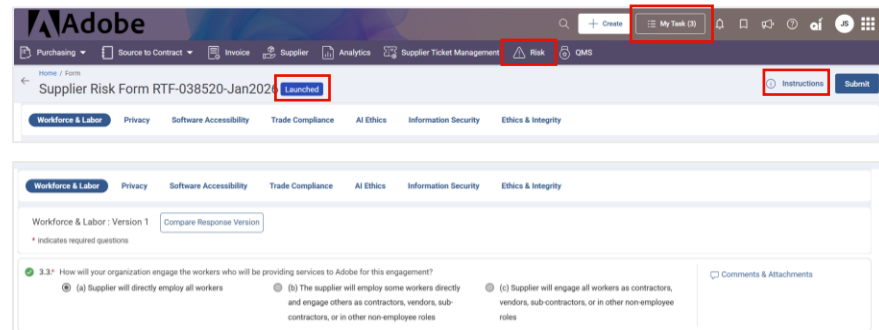 Adobe
+ Create
My Task (3)
JS
Purchasing
Source to Contract
Invoice
Supplier
Analytics
Supplier Ticket Management
Risk
QMS
Home / Form
Supplier Risk Form RTF-038520-Jan2026
Launched
Instructions
Submit
Workforce & Labor Privacy Software Accessibility Trade Compliance AI Ethics Information Security Ethics & Integrity
Workforce & Labor Privacy Software Accessibility Trade Compliance AI Ethics Information Security Ethics & Integrity
Workforce & Labor : Version 1
Compare Response Version
* Indicates required questions
3.3.* How will your organization engage the workers who will be providing services to Adobe for this engagement?
Comments & Attachments
(a) Supplier will directly employ all workers
(b) The supplier will employ some workers directly
and engage others as contractors, vendors, sub-
contractors, or in other non-employee roles
(c) Supplier will engage all workers as contractors,
vendors, sub-contractors, or in other non-employee
roles